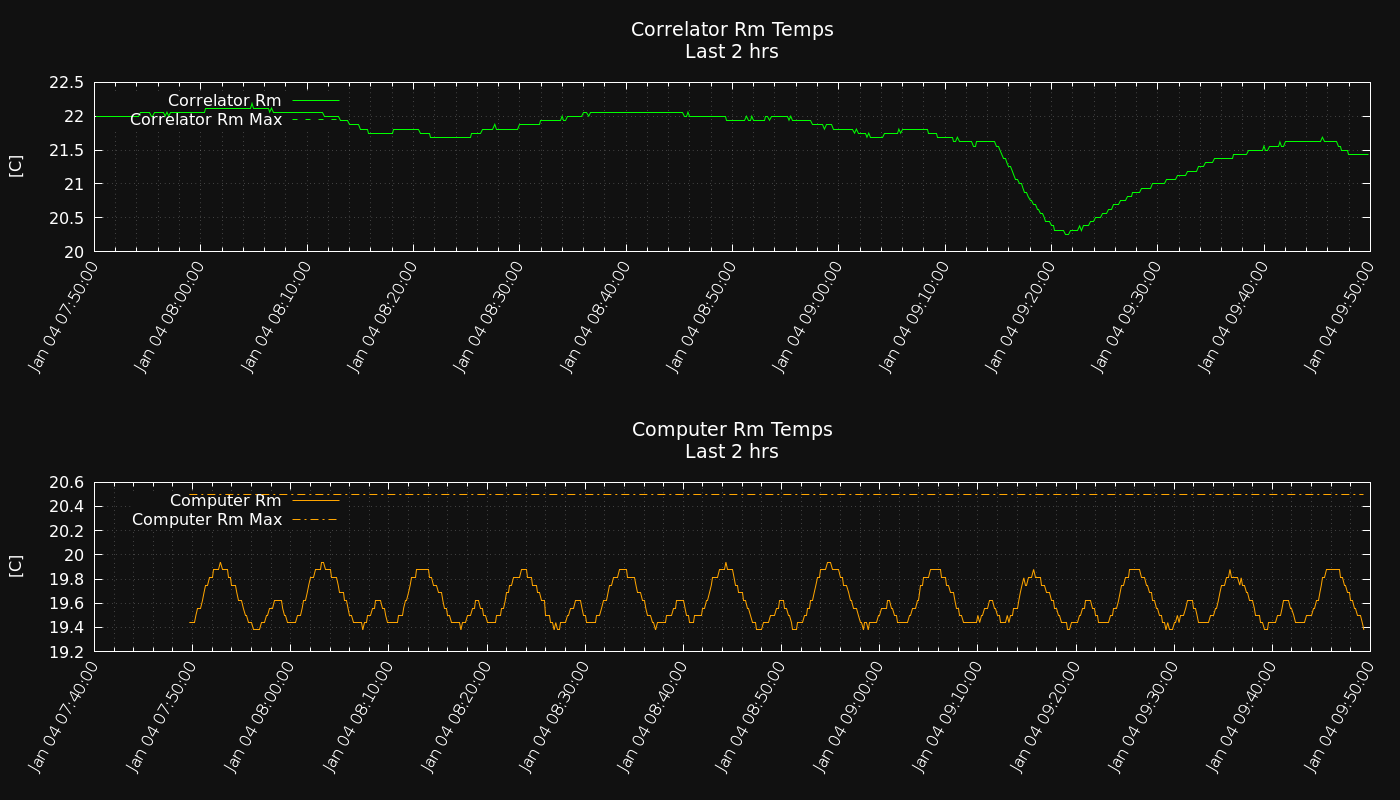 Correlator Rm Temps
Last 2 hrs
22.5
22
21.5
21
20.5
20
[C]
Correlator Rm
Correlator Rm Max
Jan 04 07:50:00
Jan 04 08:00:00
Jan 04 08:10:00
Jan 04 08:20:00
Jan 04 08:30:00
Jan 04 08:40:00
Jan 04 08:50:00
Jan 04 09:00:00
Jan 04 09:10:00
Jan 04 09:20:00
Jan 04 09:30:00
Jan 04 09:40:00
Jan 04 09:50:00
Computer Rm Temps
Last 2 hrs
20.6
20.4
20.2
20
19.8
19.6
19.4
19.2
[C]
Computer Rm
Computer Rm Max
Jan 04 07:40:00
Jan 04 07:50:00
Jan 04 08:00:00
Jan 04 08:10:00
Jan 04 08:20:00
Jan 04 08:30:00
Jan 04 08:40:00
Jan 04 08:50:00
Jan 04 09:00:00
Jan 04 09:10:00
Jan 04 09:20:00
Jan 04 09:30:00
Jan 04 09:40:00
Jan 04 09:50:00